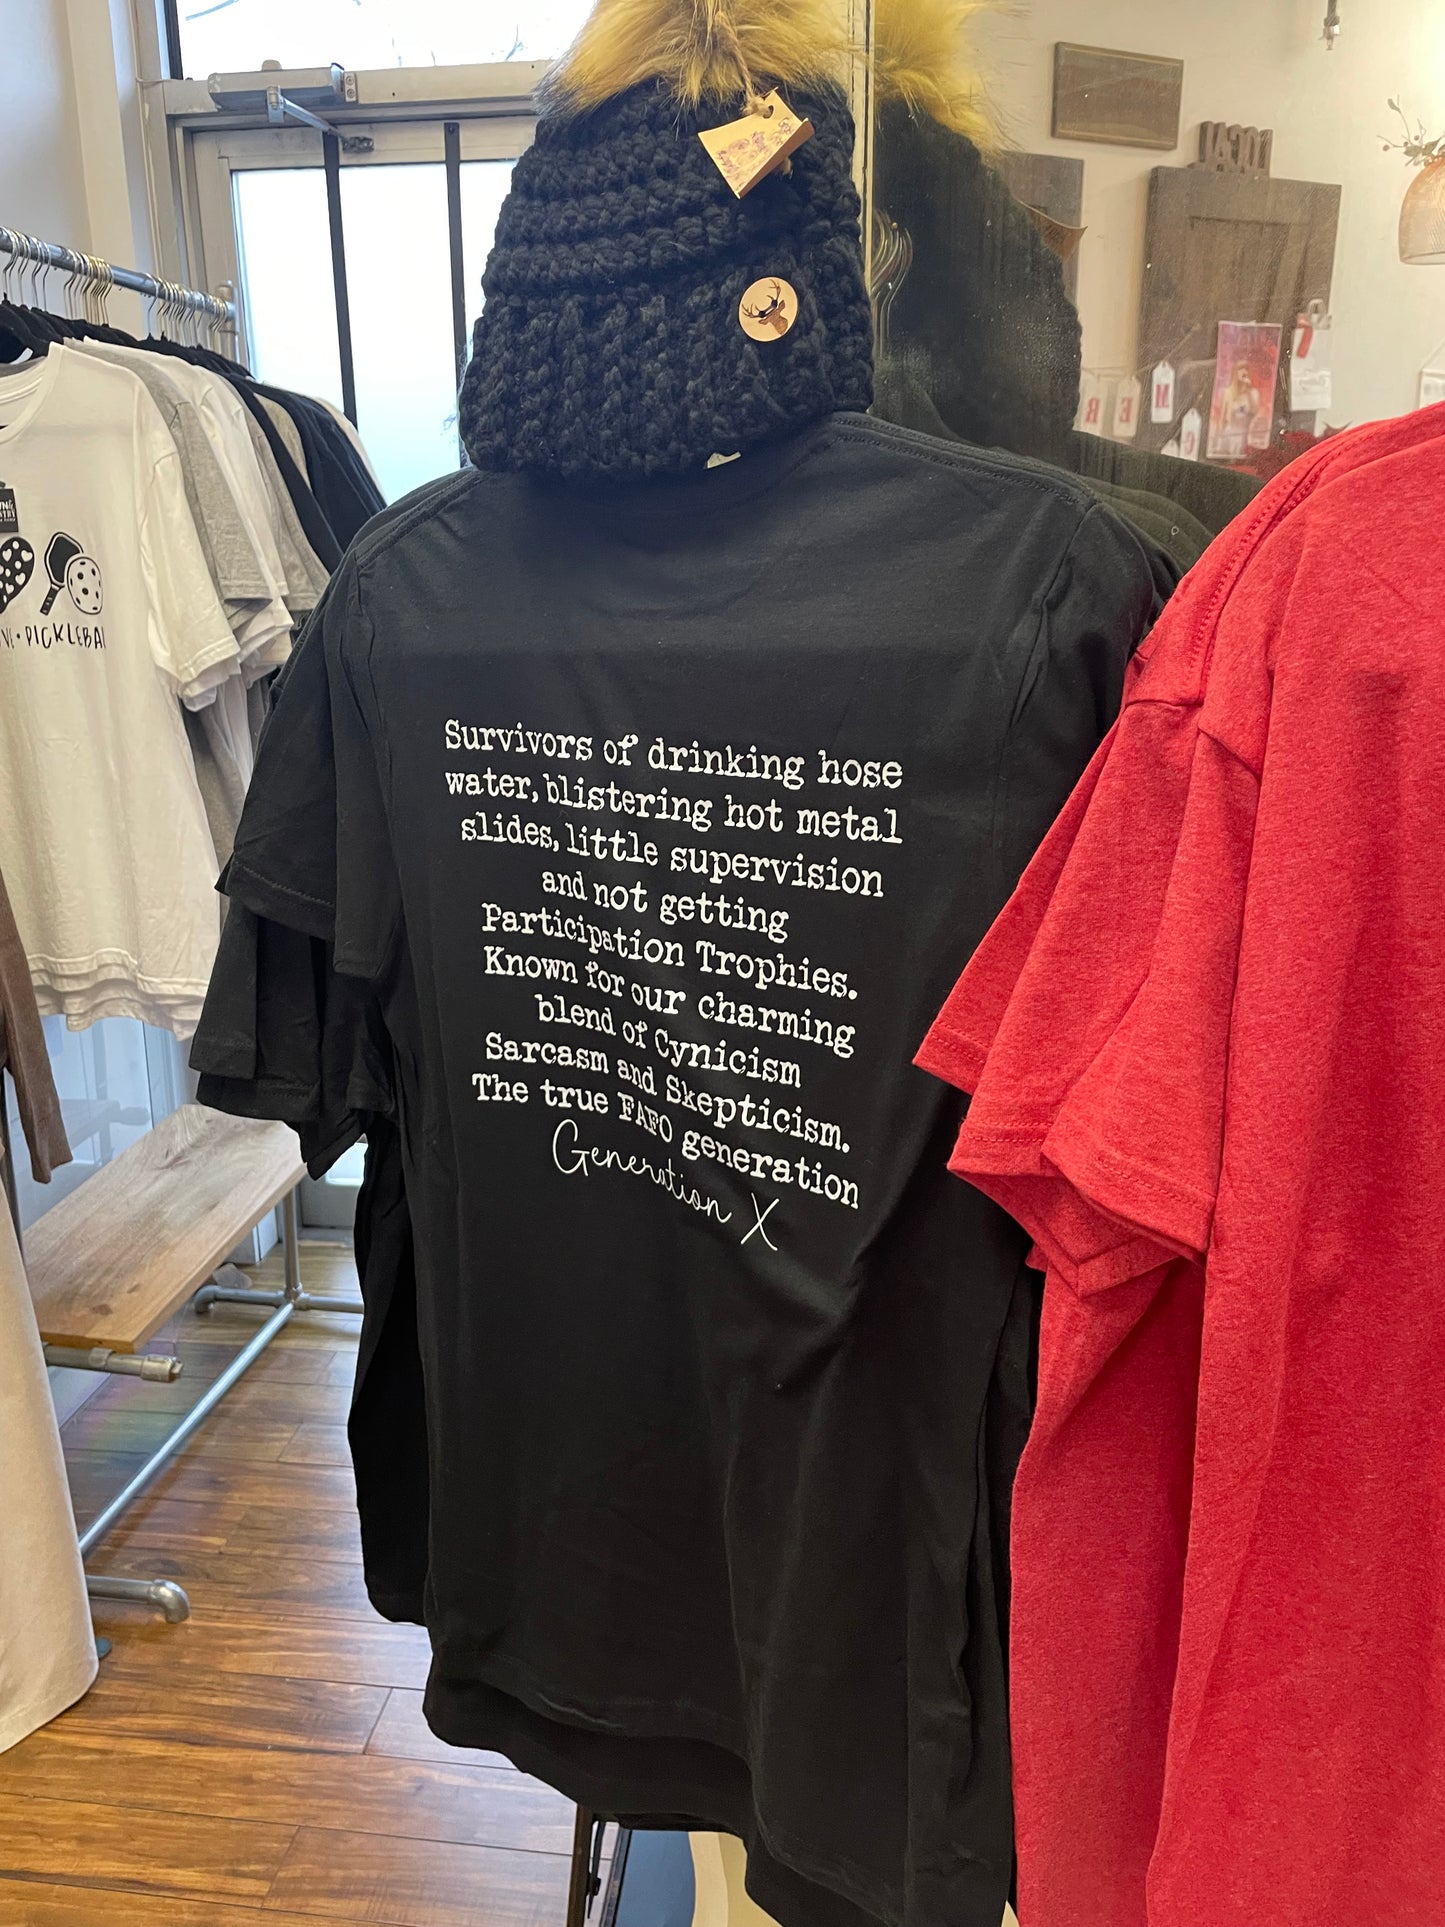 Survivors of drinking hose
water, blistering hot metal
slides, little supervision
and not getting
Participation Trophies.
Known for our charming
blend of Cynicism
Sarcasm and Skepticism.
The true FAFO generation
Generation X
PICKLEBA